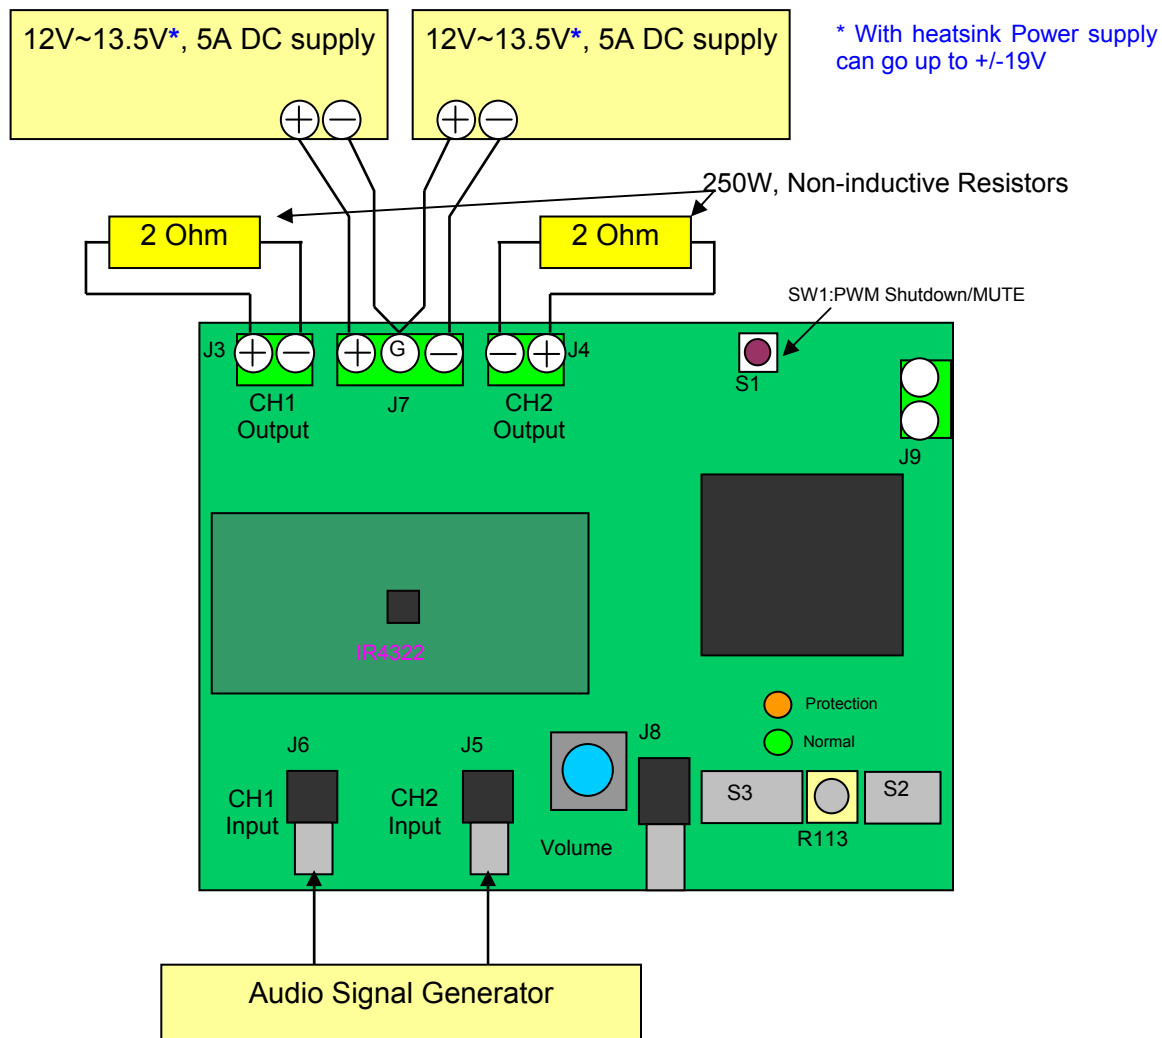 12V~13.5V*, 5A DC supply
12V~13.5V*, 5A DC supply
* With heatsink Power supply
can go up to +/-19V
250W, Non-inductive Resistors
2 Ohm
2 Ohm
SW1:PWM Shutdown/MUTE
J3
G
J4
S1
CH1
Output
J7
CH2
Output
J9
IR4322
Protection
Normal
J6
J5
J8
CH1
Input
CH2
Input
S3
S2
Volume
R113
Audio Signal Generator